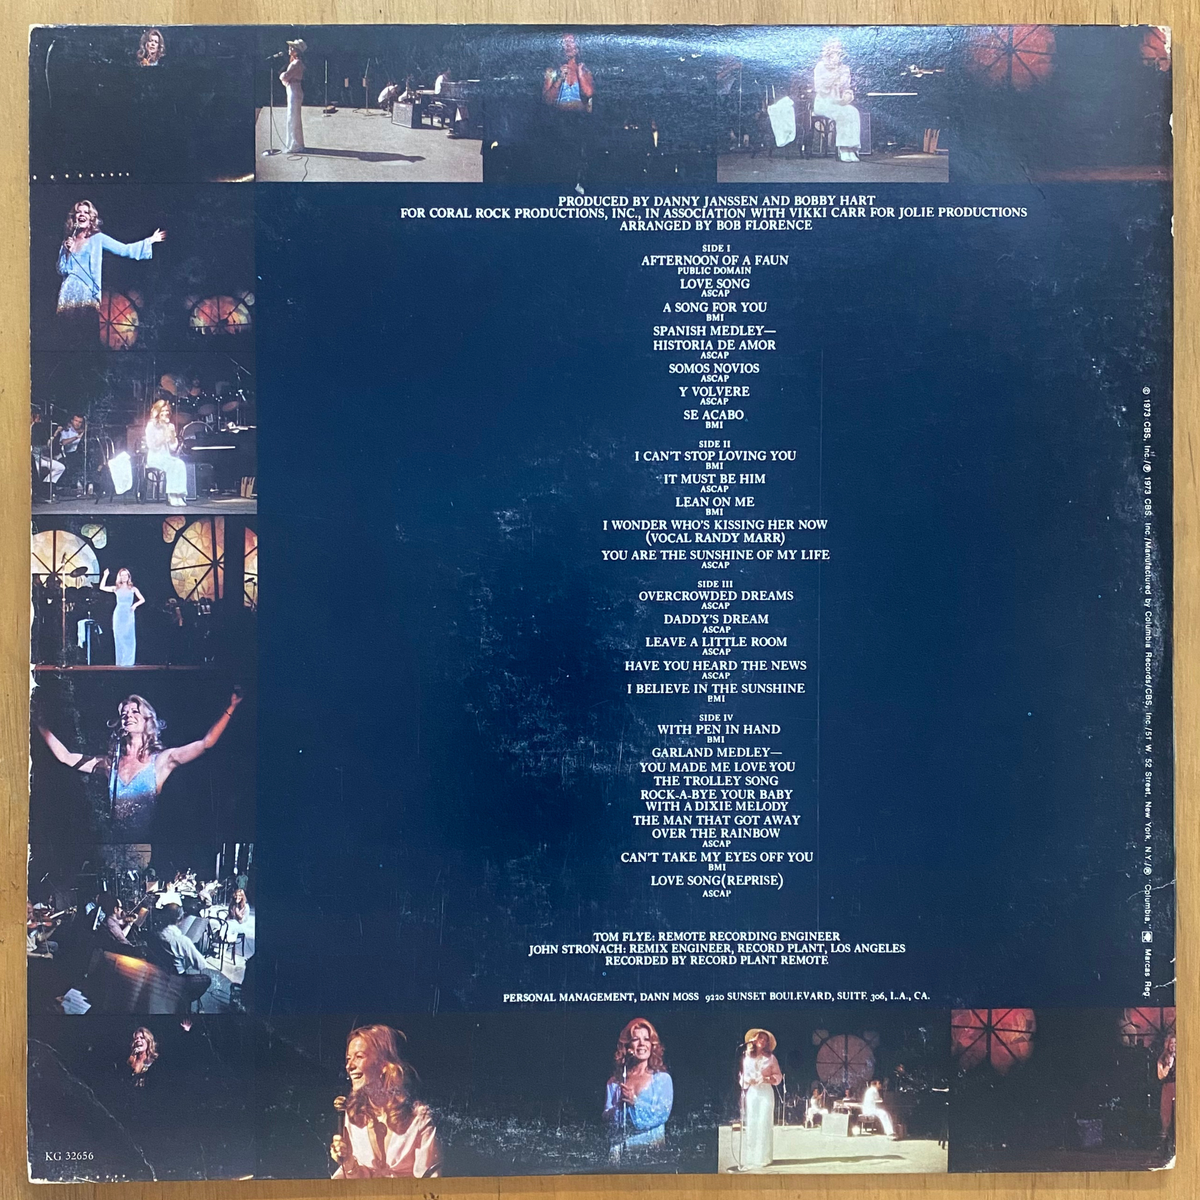 PRODUCED BY DANNY JANSSEN AND BOBBY HART
FOR CORAL ROCK PRODUCTIONS, INC., IN ASSOCIATION WITH VIKKI CARR FOR JOLIE PRODUCTIONS
ARRANGED BY BOB FLORENCE
SIDE I
AFTERNOON OF A FAUN
PUBLIC DOMAIN
LOVE SONG
ASCAP
A SONG FOR YOU
BMI
SPANISH MEDLEY—
HISTORIA DE AMOR
ASCAP
SOMOS NOVIOS
ASCAP
Y VOLVERE
ASCAP
SE ACABO
BMI
SIDE II
I CAN'T STOP LOVING YOU
BMI
IT MUST BE HIM
ASCAP
LEAN ON ME
BMI
I WONDER WHO'S KISSING HER NOW
(VOCAL RANDY MARR)
YOU ARE THE SUNSHINE OF MY LIFE
ASCAP
SIDE III
OVERCROWDED DREAMS
ASCAP
DADDY'S DREAM
ASCAP
LEAVE A LITTLE ROOM
ASCAP
HAVE YOU HEARD THE NEWS
ASCAP
I BELIEVE IN THE SUNSHINE
BMI
SIDE IV
WITH PEN IN HAND
BMI
GARLAND MEDLEY—
YOU MADE ME LOVE YOU
THE TROLLEY SONG
ROCK-A-BYE YOUR BABY
WITH A DIXIE MELODY
THE MAN THAT GOT AWAY
OVER THE RAINBOW
ASCAP
CAN'T TAKE MY EYES OFF YOU
BMI
LOVE SONG(REPRISE)
ASCAP
TOM FLYE: REMOTE RECORDING ENGINEER
JOHN STRONACH: REMIX ENGINEER, RECORD PLANT, LOS ANGELES
RECORDED BY RECORD PLANT REMOTE
PERSONAL MANAGEMENT, DANN MOSS 9220 SUNSET BOULEVARD, SUITE 306, L.A., CA.
© 1973 CBS, Inc./℗ 1973 CBS, Inc./Manufactured by Columbia Records/CBS, Inc./51 W. 52 Street, New York, N.Y./® "Columbia," Marcas Reg.
KG 32656